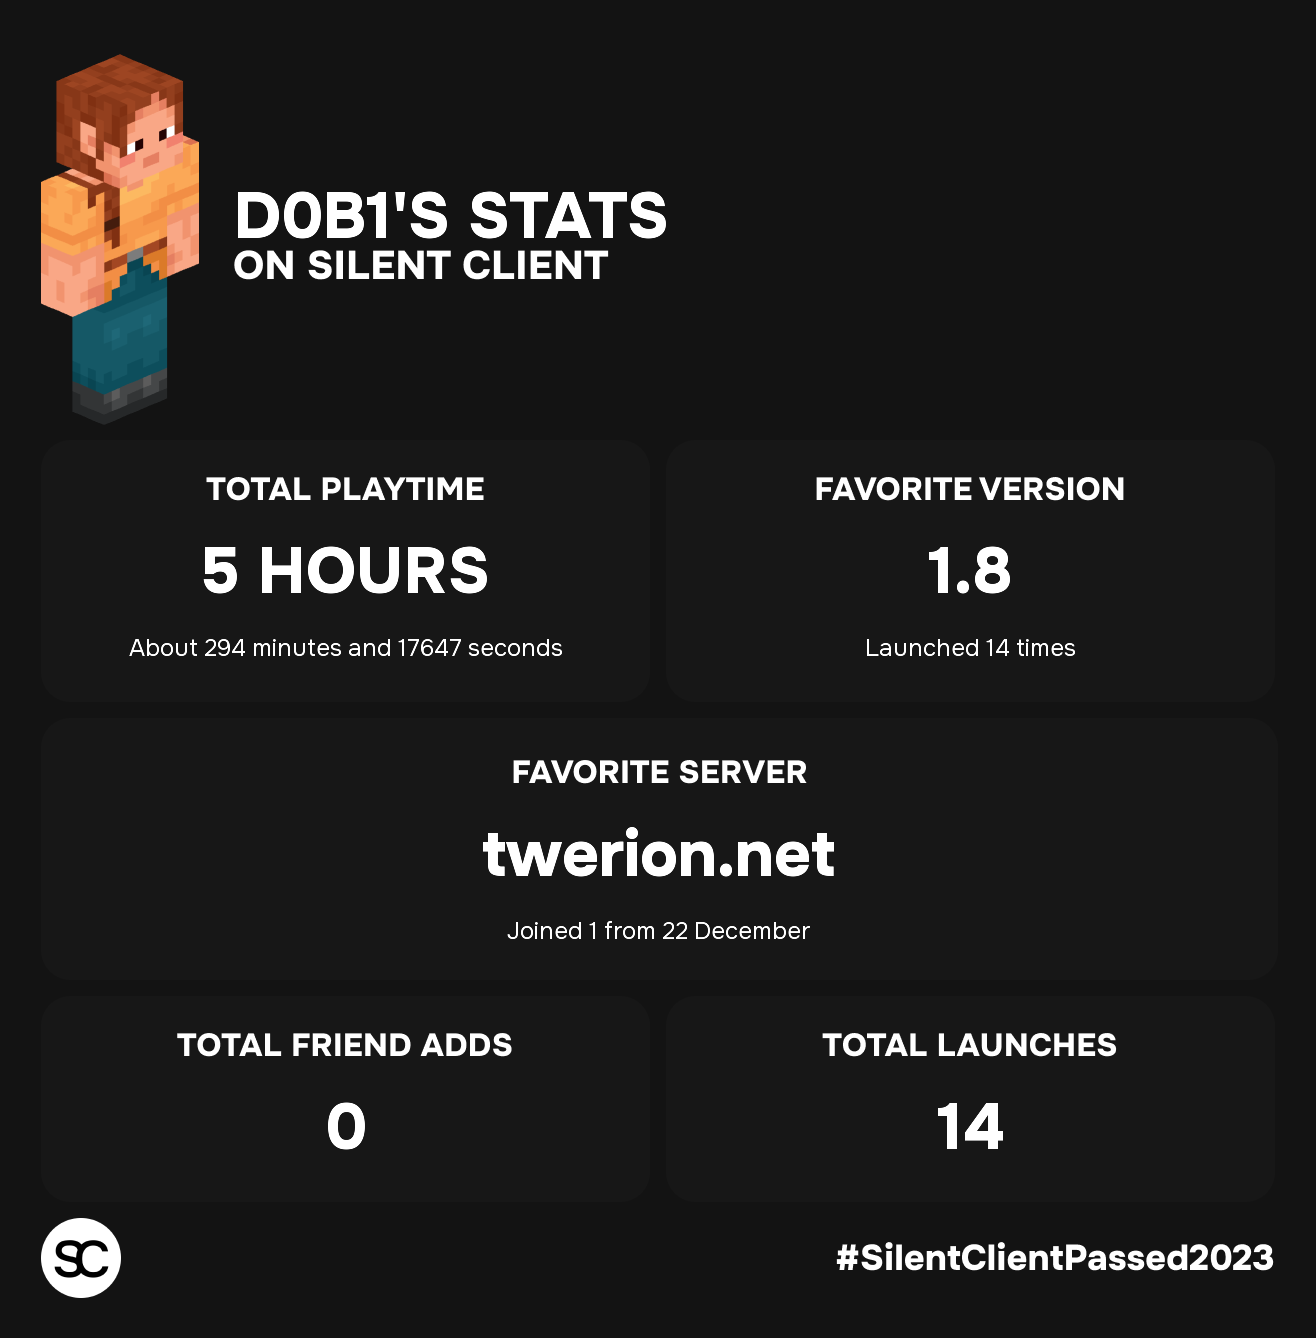 D0B1'S STATS
ON SILENT CLIENT
TOTAL PLAYTIME
5 HOURS
About 294 minutes and 17647 seconds
FAVORITE VERSION
1.8
Launched 14 times
FAVORITE SERVER
twerion.net
Joined 1 from 22 December
TOTAL FRIEND ADDS
0
TOTAL LAUNCHES
14
SC
#SilentClientPassed2023